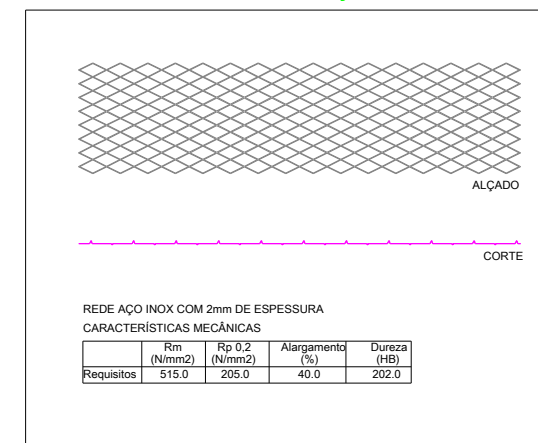 ALÇADO
CORTE
REDE AÇO INOX COM 2mm DE ESPESSURA
CARACTERÍSTICAS MECÂNICAS
Rm Rp 0,2 Alargamento Dureza
(N/mm2) (N/mm2) (%) (HB)
Requisitos 515.0 205.0 40.0 202.0